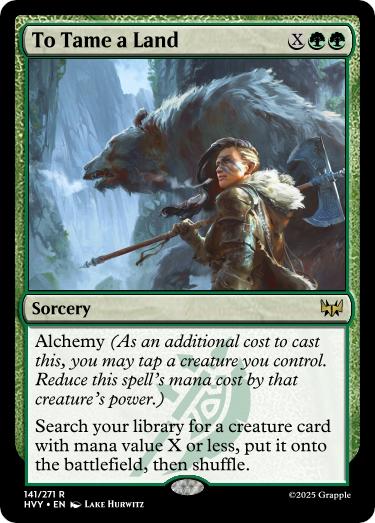 To Tame a Land X
Sorcery
Alchemy (As an additional cost to cast
this, you may tap a creature you control.
Reduce this spell's mana cost by that
creature's power.)
Search your library for a creature card
with mana value X or less, put it onto
the battlefield, then shuffle.
141/271 R
HVY • EN Lake Hurwitz
©2025 Grapple